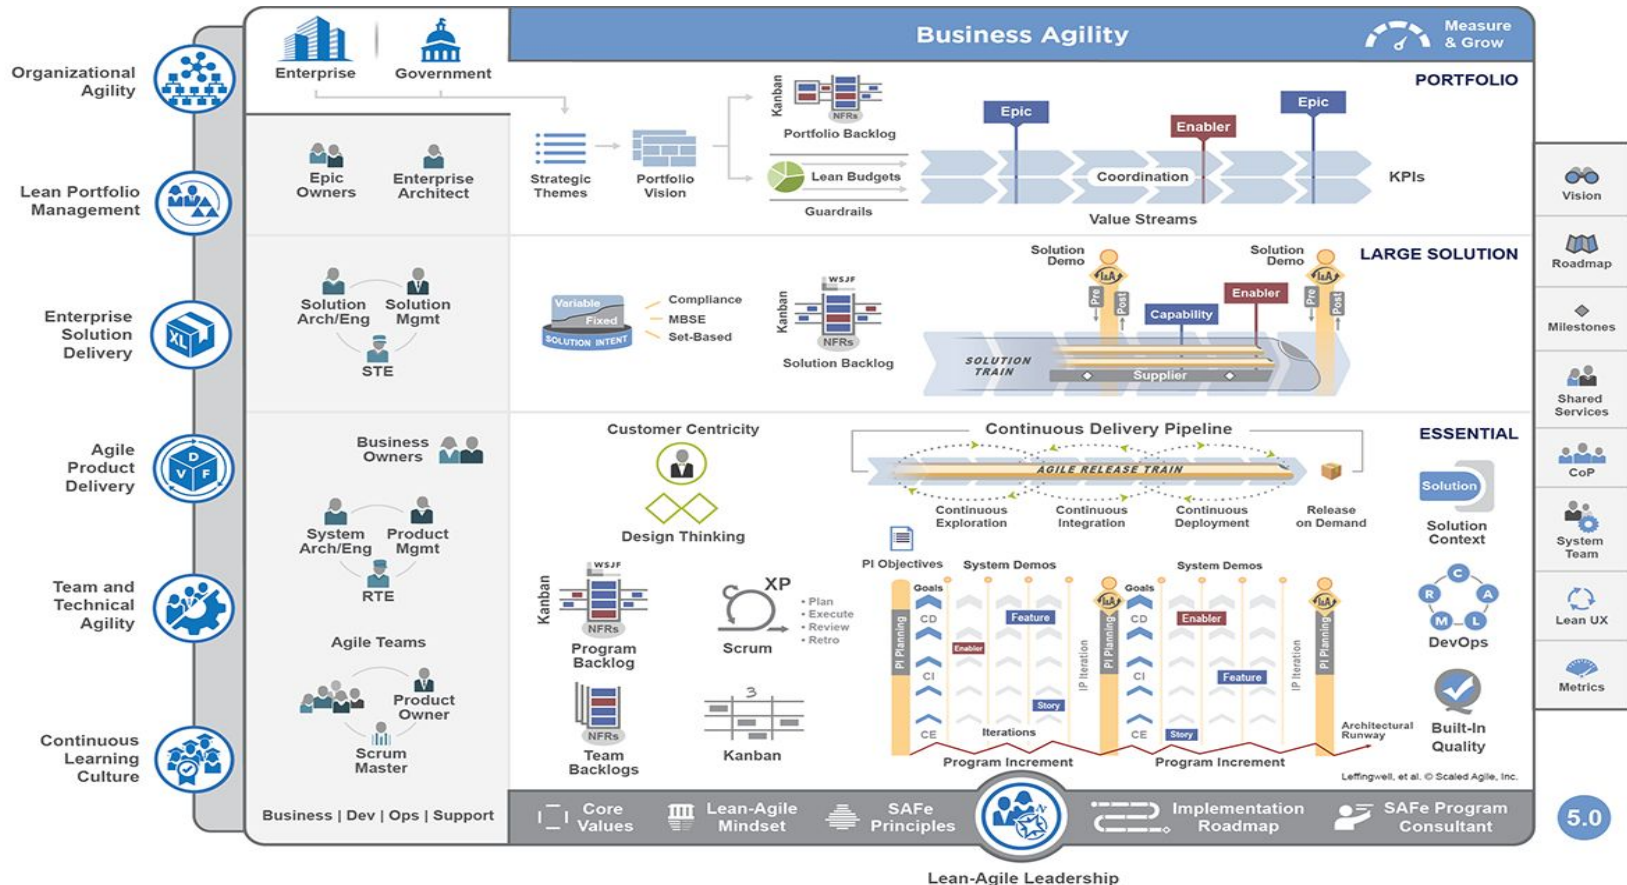 Organizational
Agility
Lean Portfolio
Management
Enterprise
Solution
Delivery
XL
Agile
Product
Delivery
D
V
F
Team and
Technical
Agility
Continuous
Learning
Culture
Enterprise
Government
Business Agility
Measure
& Grow
PORTFOLIO
Epic
Owners
Enterprise
Architect
Strategic
Themes
Portfolio
Vision
Kanban
NFRs
Portfolio Backlog
Lean Budgets
Guardrails
Epic
Enabler
Epic
Coordination
KPIs
Value Streams
LARGE SOLUTION
Solution
Arch/Eng
Solution
Mgmt
STE
Variable
Fixed
SOLUTION INTENT
Compliance
MBSE
Set-Based
Kanban
WSJF
NFRs
Solution Backlog
Solution
Demo
I&A
Pre
Post
Solution
Demo
I&A
Pre
Post
Capability
Enabler
SOLUTION
TRAIN
Supplier
ESSENTIAL
Business
Owners
System
Arch/Eng
Product
Mgmt
RTE
Agile Teams
Product
Owner
Scrum
Master
Business | Dev | Ops | Support
Customer Centricity
Design Thinking
Kanban
WSJF
NFRs
Program
Backlog
XP
• Plan
• Execute
• Review
• Retro
Scrum
NFRs
Team
Backlogs
3
Kanban
Continuous Delivery Pipeline
AGILE RELEASE TRAIN
Continuous
Exploration
Continuous
Integration
Continuous
Deployment
Release
on Demand
PI Objectives
System Demos
System Demos
Goals
CD
CI
CE
PI Planning
Enabler
Feature
Story
Iterations
IP Iteration
I&A
PI Planning
Goals
CD
CI
CE
Enabler
Feature
Story
IP Iteration
I&A
PI Planning
Program Increment
Program Increment
Architectural
Runway
Solution
Solution
Context
C
A
L
M
R
DevOps
Built-In
Quality
Leffingwell, et al. © Scaled Agile, Inc.
Vision
Roadmap
Milestones
Shared
Services
CoP
System
Team
Lean UX
Metrics
Core
Values
Lean-Agile
Mindset
SAFe
Principles
N
Implementation
Roadmap
SAFe Program
Consultant
Lean-Agile Leadership
5.0